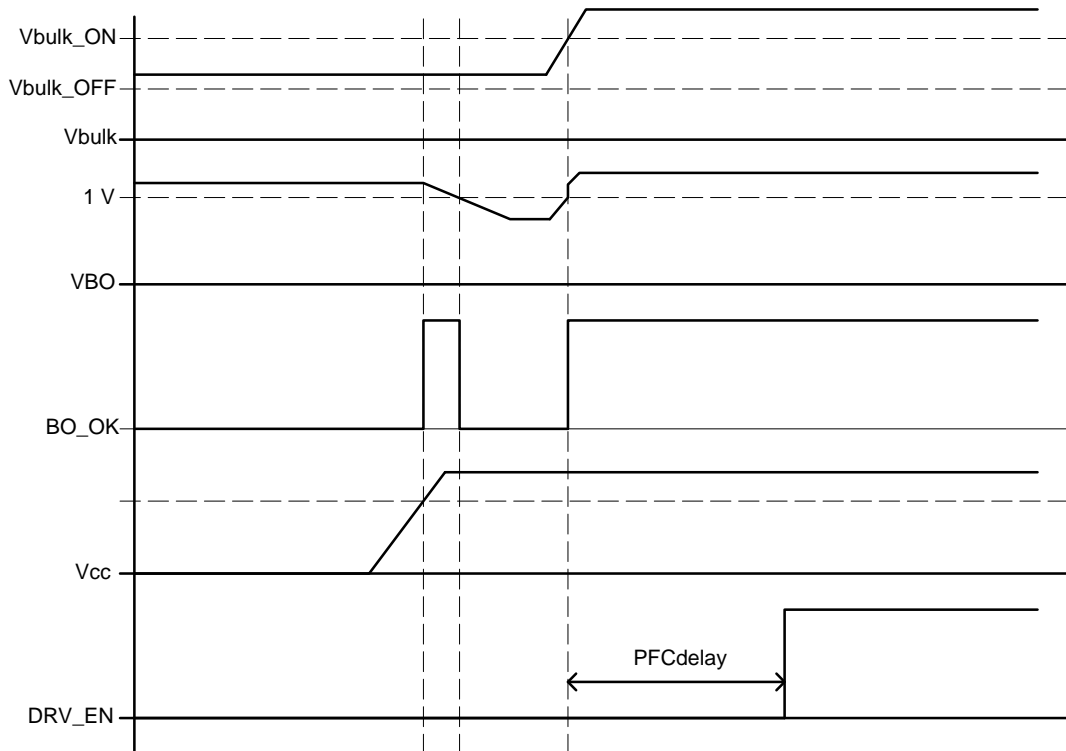 Vbulk_ON
Vbulk_OFF
Vbulk
1 V
VBO
BO_OK
Vcc
PFCdelay
DRV_EN